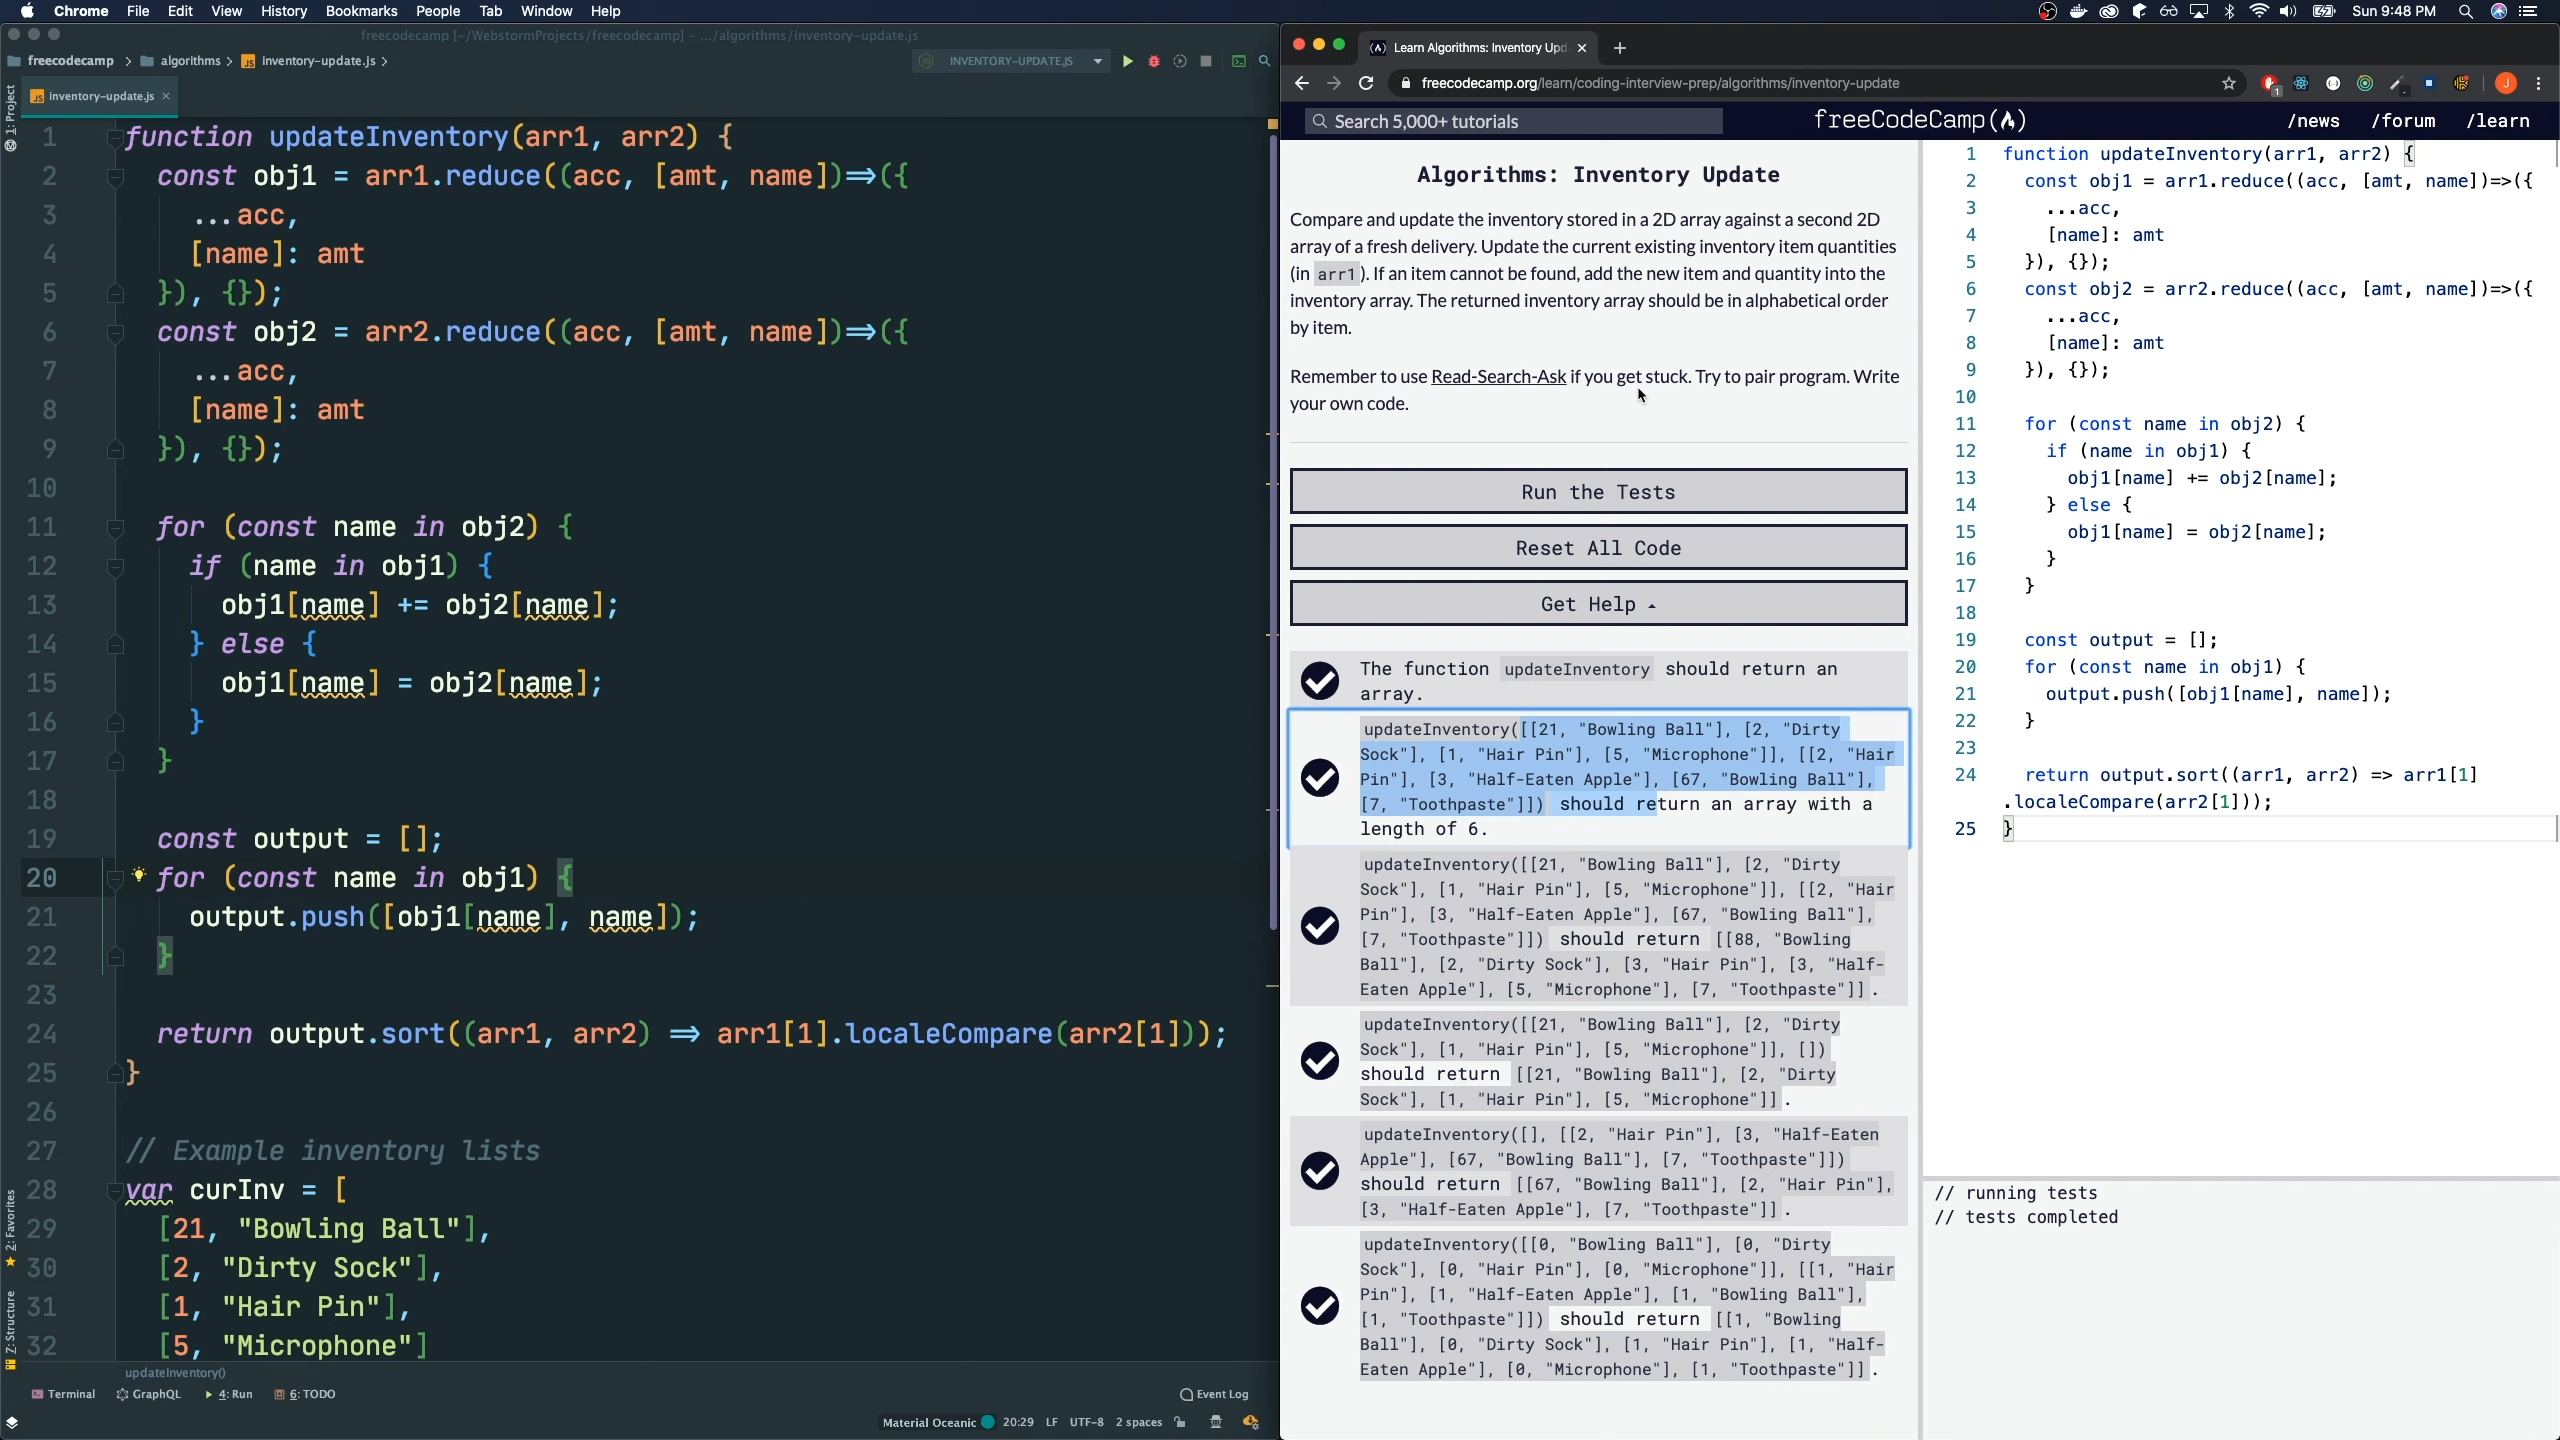 Chrome File Edit View History Bookmarks People Tab Window Help
Sun 9:48 PM
freecodecamp [~/WebstormProjects/freecodecamp] – .../algorithms/inventory-update.js
freecodecamp algorithms inventory-update.js
INVENTORY-UPDATE.JS
inventory-update.js
1: Project
1 function updateInventory(arr1, arr2) {
2 const obj1 = arr1.reduce((acc, [amt, name])=>({
3 ...acc,
4 [name]: amt
5 }), {});
6 const obj2 = arr2.reduce((acc, [amt, name])=>({
7 ...acc,
8 [name]: amt
9 }), {});
10
11 for (const name in obj2) {
12 if (name in obj1) {
13 obj1[name] += obj2[name];
14 } else {
15 obj1[name] = obj2[name];
16 }
17 }
18
19 const output = [];
20 for (const name in obj1) {
21 output.push([obj1[name], name]);
22 }
23
24 return output.sort((arr1, arr2) => arr1[1].localeCompare(arr2[1]));
25 }
26
27 // Example inventory lists
28 var curInv = [
29 [21, "Bowling Ball"],
30 [2, "Dirty Sock"],
31 [1, "Hair Pin"],
32 [5, "Microphone"]
2: Favorites
Z: Structure
updateInventory()
Terminal GraphQL 4: Run 6: TODO Event Log
Material Oceanic 20:29 LF UTF-8 2 spaces
Learn Algorithms: Inventory Upd
freecodecamp.org/learn/coding-interview-prep/algorithms/inventory-update
1
J
Search 5,000+ tutorials
freeCodeCamp
/news /forum /learn
Algorithms: Inventory Update
Compare and update the inventory stored in a 2D array against a second 2D
array of a fresh delivery. Update the current existing inventory item quantities
(in arr1 ). If an item cannot be found, add the new item and quantity into the
inventory array. The returned inventory array should be in alphabetical order
by item.
Remember to use Read-Search-Ask if you get stuck. Try to pair program. Write
your own code.
Run the Tests
Reset All Code
Get Help
The function updateInventory should return an
array.
updateInventory([[21, "Bowling Ball"], [2, "Dirty
Sock"], [1, "Hair Pin"], [5, "Microphone"]], [[2, "Hair
Pin"], [3, "Half-Eaten Apple"], [67, "Bowling Ball"],
[7, "Toothpaste"]]) should return an array with a
length of 6.
updateInventory([[21, "Bowling Ball"], [2, "Dirty
Sock"], [1, "Hair Pin"], [5, "Microphone"]], [[2, "Hair
Pin"], [3, "Half-Eaten Apple"], [67, "Bowling Ball"],
[7, "Toothpaste"]]) should return [[88, "Bowling
Ball"], [2, "Dirty Sock"], [3, "Hair Pin"], [3, "Half-
Eaten Apple"], [5, "Microphone"], [7, "Toothpaste"]] .
updateInventory([[21, "Bowling Ball"], [2, "Dirty
Sock"], [1, "Hair Pin"], [5, "Microphone"]], [])
should return [[21, "Bowling Ball"], [2, "Dirty
Sock"], [1, "Hair Pin"], [5, "Microphone"]] .
updateInventory([], [[2, "Hair Pin"], [3, "Half-Eaten
Apple"], [67, "Bowling Ball"], [7, "Toothpaste"]])
should return [[67, "Bowling Ball"], [2, "Hair Pin"],
[3, "Half-Eaten Apple"], [7, "Toothpaste"]] .
updateInventory([[0, "Bowling Ball"], [0, "Dirty
Sock"], [0, "Hair Pin"], [0, "Microphone"]], [[1, "Hair
Pin"], [1, "Half-Eaten Apple"], [1, "Bowling Ball"],
[1, "Toothpaste"]]) should return [[1, "Bowling
Ball"], [0, "Dirty Sock"], [1, "Hair Pin"], [1, "Half-
Eaten Apple"], [0, "Microphone"], [1, "Toothpaste"]] .
1 function updateInventory(arr1, arr2) {
2 const obj1 = arr1.reduce((acc, [amt, name])=>({
3 ...acc,
4 [name]: amt
5 }), {});
6 const obj2 = arr2.reduce((acc, [amt, name])=>({
7 ...acc,
8 [name]: amt
9 }), {});
10
11 for (const name in obj2) {
12 if (name in obj1) {
13 obj1[name] += obj2[name];
14 } else {
15 obj1[name] = obj2[name];
16 }
17 }
18
19 const output = [];
20 for (const name in obj1) {
21 output.push([obj1[name], name]);
22 }
23
24 return output.sort((arr1, arr2) => arr1[1]
.localeCompare(arr2[1]));
25 }
// running tests
// tests completed